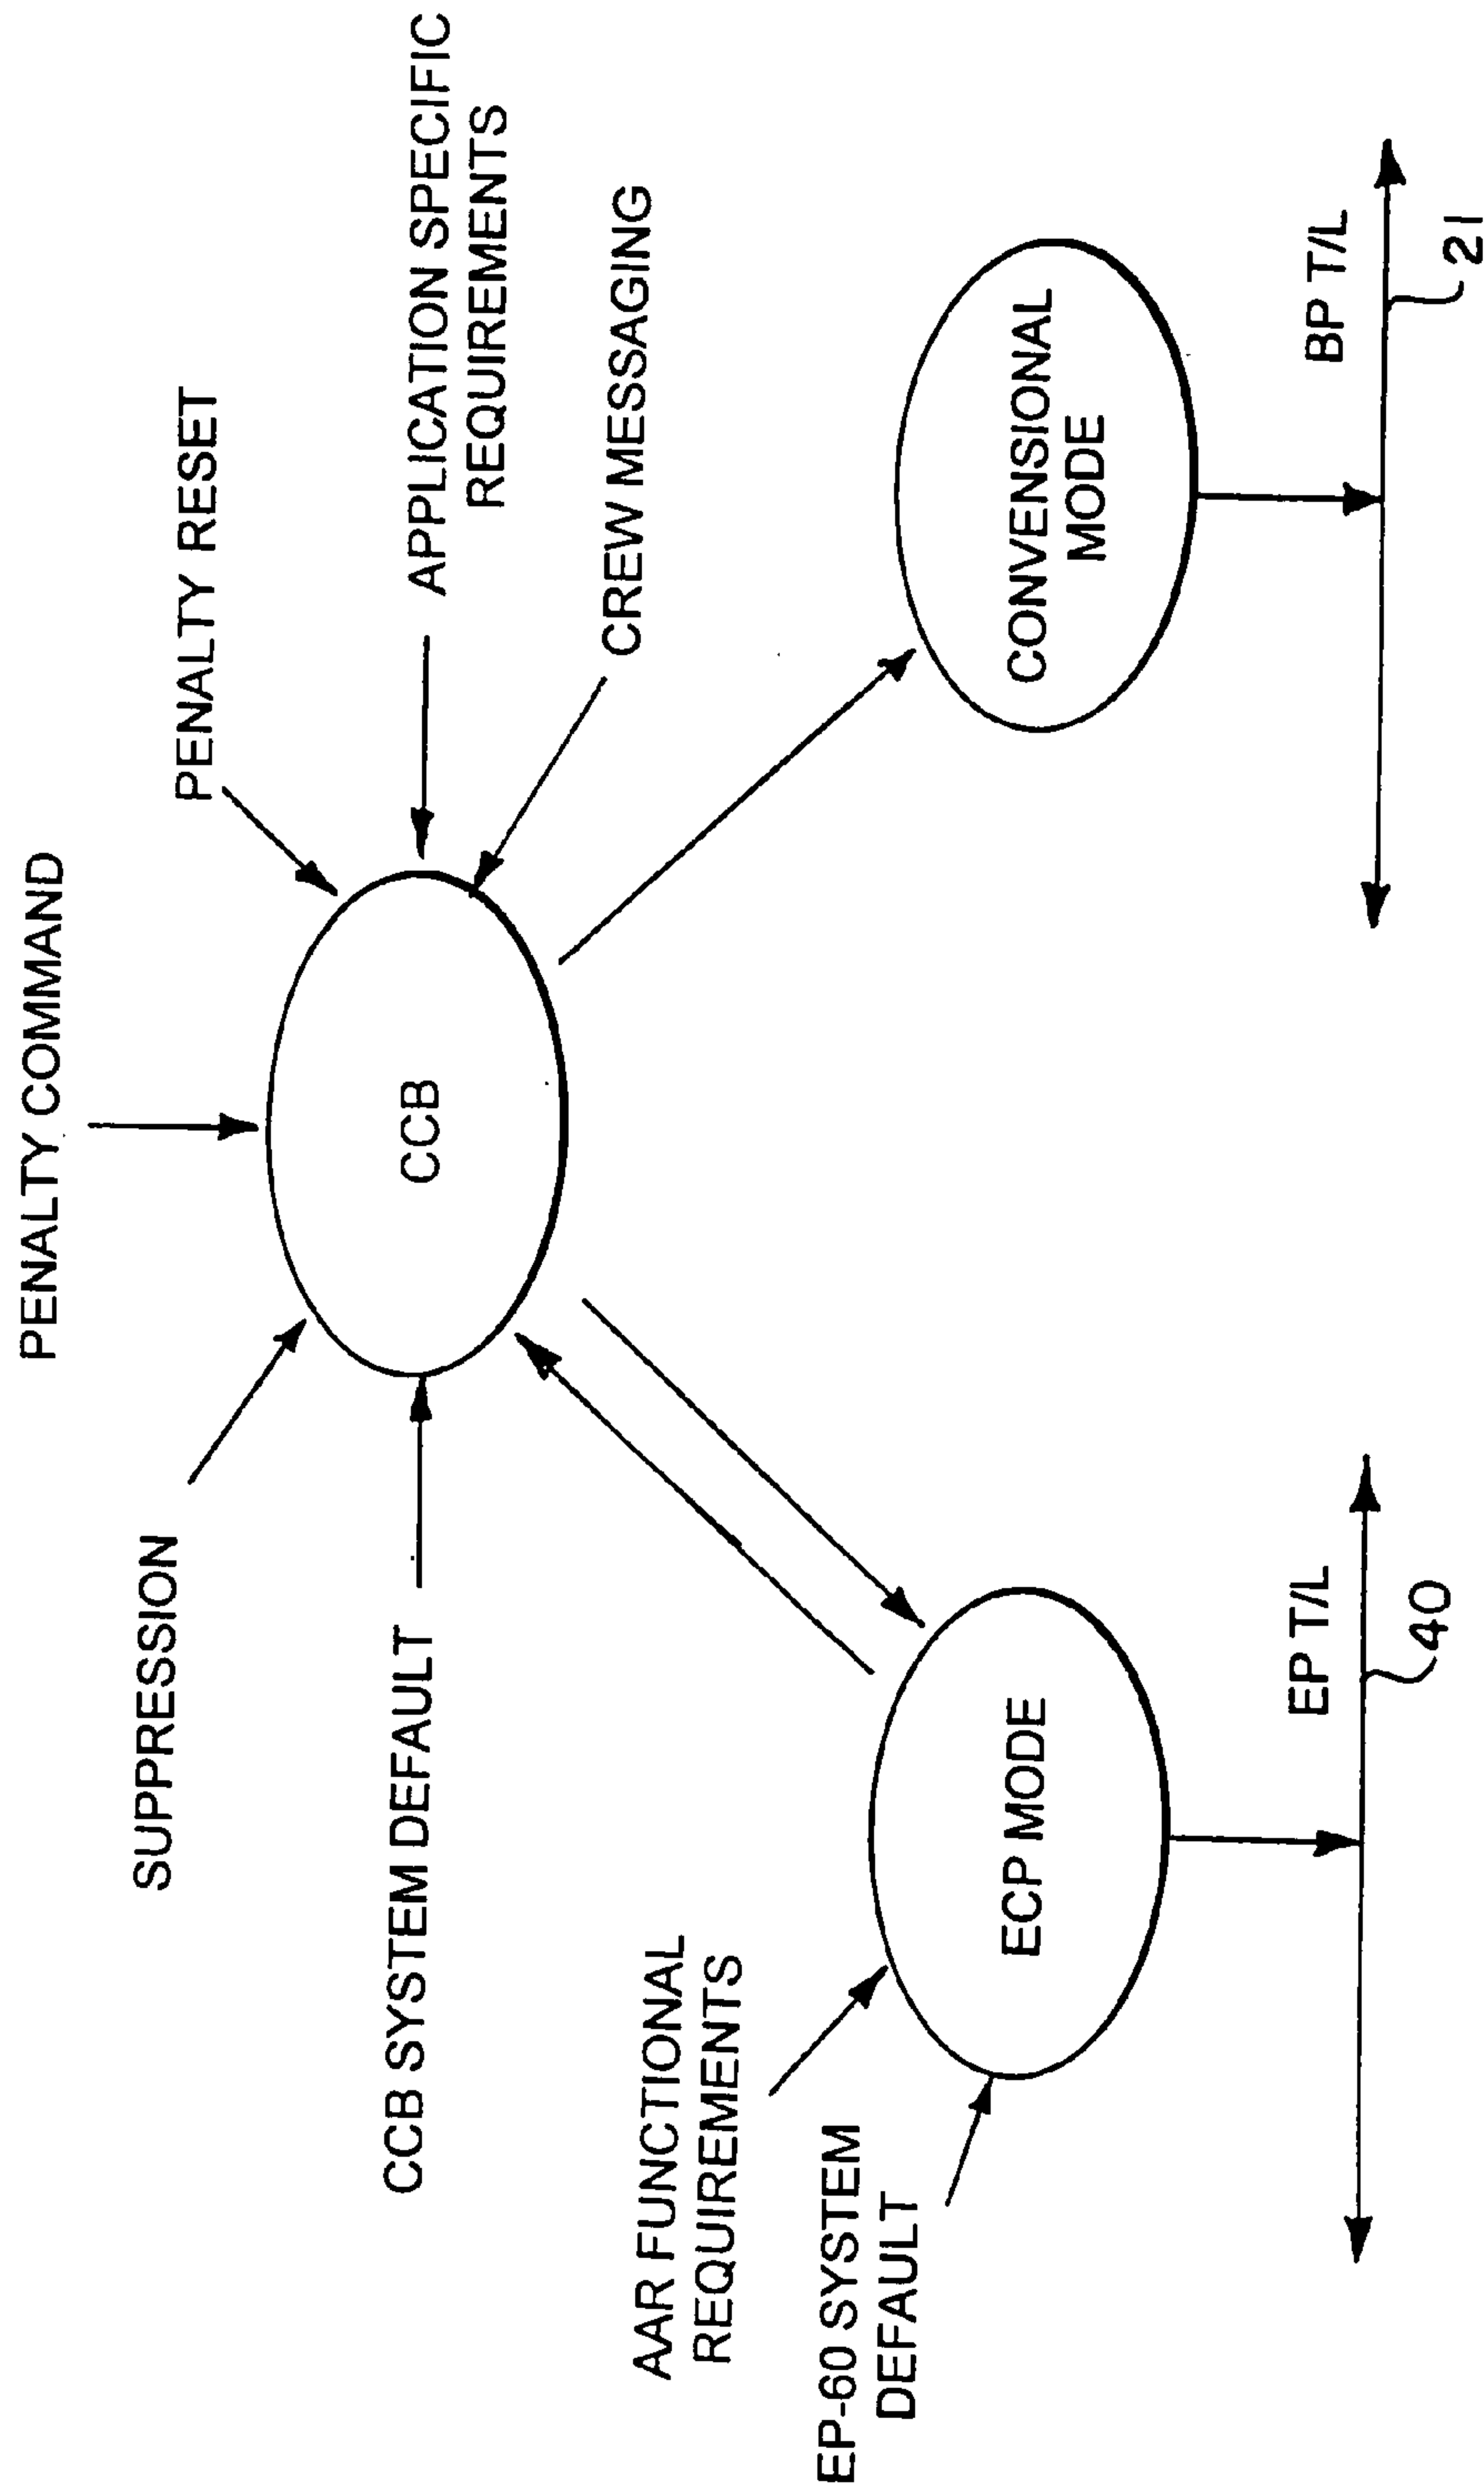 PENALTY COMMAND
SUPPRESSION
PENALTY RESET
CCB SYSTEM DEFAULT
CCB
APPLICATION SPECIFIC
REQUIREMENTS
CREW MESSAGING
AAR FUNCTIONAL
REQUIREMENTS
EP-60 SYSTEM
DEFAULT
ECP MODE
CONVENSIONAL
MODE
EP T/L
40
BP T/L
21